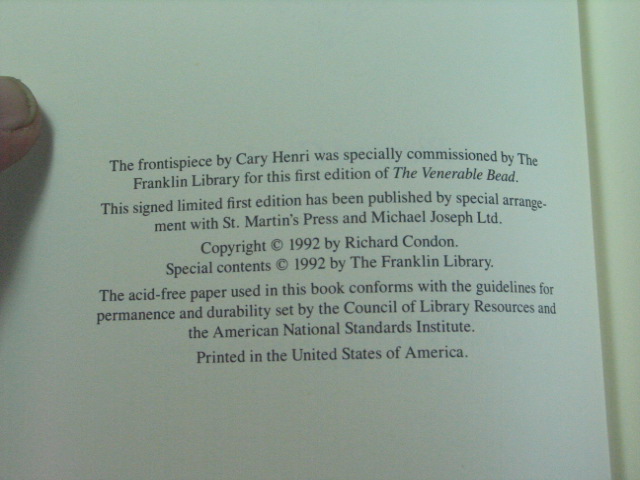 The frontispiece by Cary Henri was specially commissioned by The
Franklin Library for this first edition of The Venerable Bead.
This signed limited first edition has been published by special arrange-
ment with St. Martin's Press and Michael Joseph Ltd.
Copyright © 1992 by Richard Condon.
Special contents © 1992 by The Franklin Library.
The acid-free paper used in this book conforms with the guidelines for
permanence and durability set by the Council of Library Resources and
the American National Standards Institute.
Printed in the United States of America.